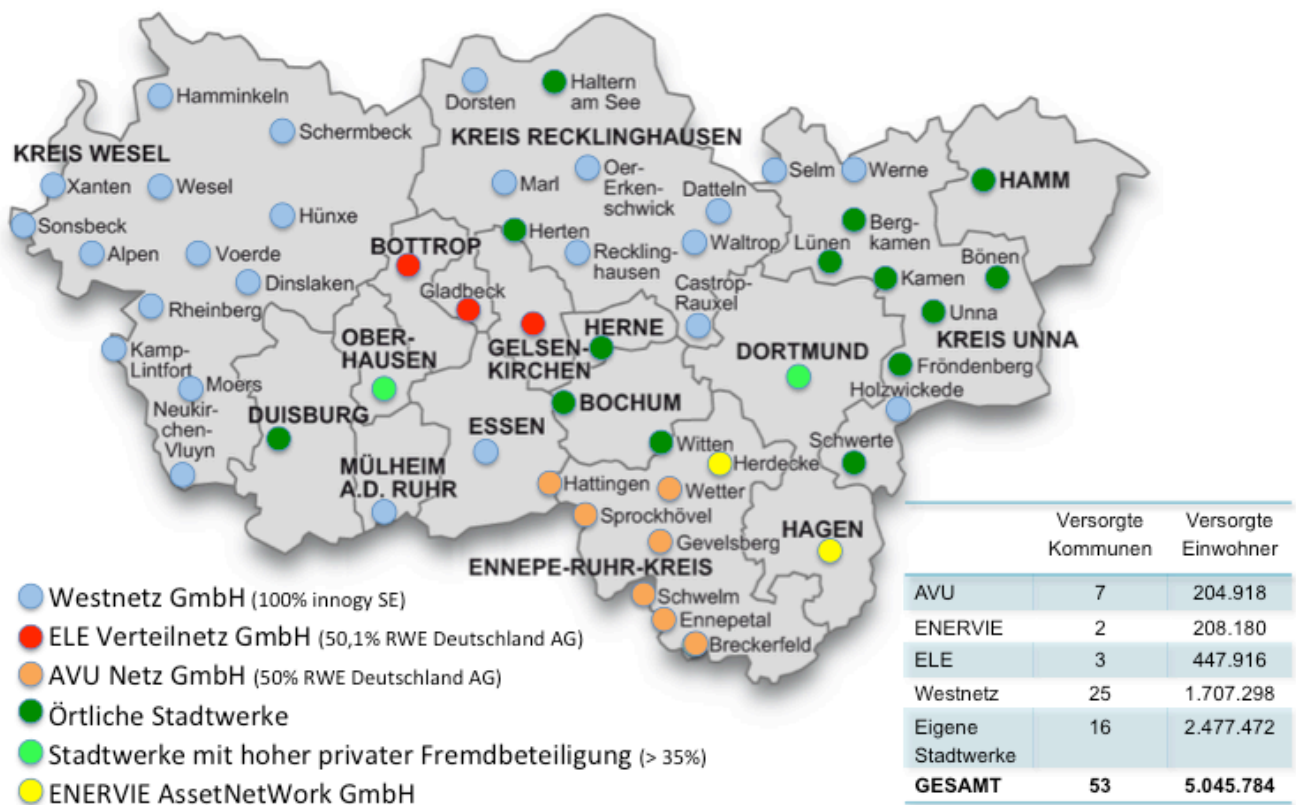 Hamminkeln
Schermbeck
KREIS WESEL
Xanten
Wesel
Sonsbeck
Hünxe
Alpen
Voerde
Dinslaken
Rheinberg
Kamp-
Lintfort
Moers
Neukir-
chen-
Vluyn
Dorsten
Haltern
am See
KREIS RECKLINGHAUSEN
Marl
Oer-
Erken-
schwick
Datteln
Herten
Reckling-
hausen
Waltrop
Castrop-
Rauxel
BOTTROP
Gladbeck
OBER-
HAUSEN
GELSEN-
KIRCHEN
HERNE
DUISBURG
MÜLHEIM
A.D. RUHR
ESSEN
BOCHUM
DORTMUND
Selm
Werne
HAMM
Berg-
kamen
Lünen
Kamen
Bönen
Unna
KREIS UNNA
Fröndenberg
Holzwickede
Schwerte
Witten
Herdecke
Hattingen
Wetter
Sprockhövel
Gevelsberg
HAGEN
ENNEPE-RUHR-KREIS
Schwelm
Ennepetal
Breckerfeld
Westnetz GmbH (100% innogy SE)
ELE Verteilnetz GmbH (50,1% RWE Deutschland AG)
AVU Netz GmbH (50% RWE Deutschland AG)
Örtliche Stadtwerke
Stadtwerke mit hoher privater Fremdbeteiligung (> 35%)
ENERVIE AssetNetWork GmbH
Versorgte Versorgte
Kommunen Einwohner
AVU 7 204.918
ENERVIE 2 208.180
ELE 3 447.916
Westnetz 25 1.707.298
Eigene 16 2.477.472
Stadtwerke
GESAMT 53 5.045.784